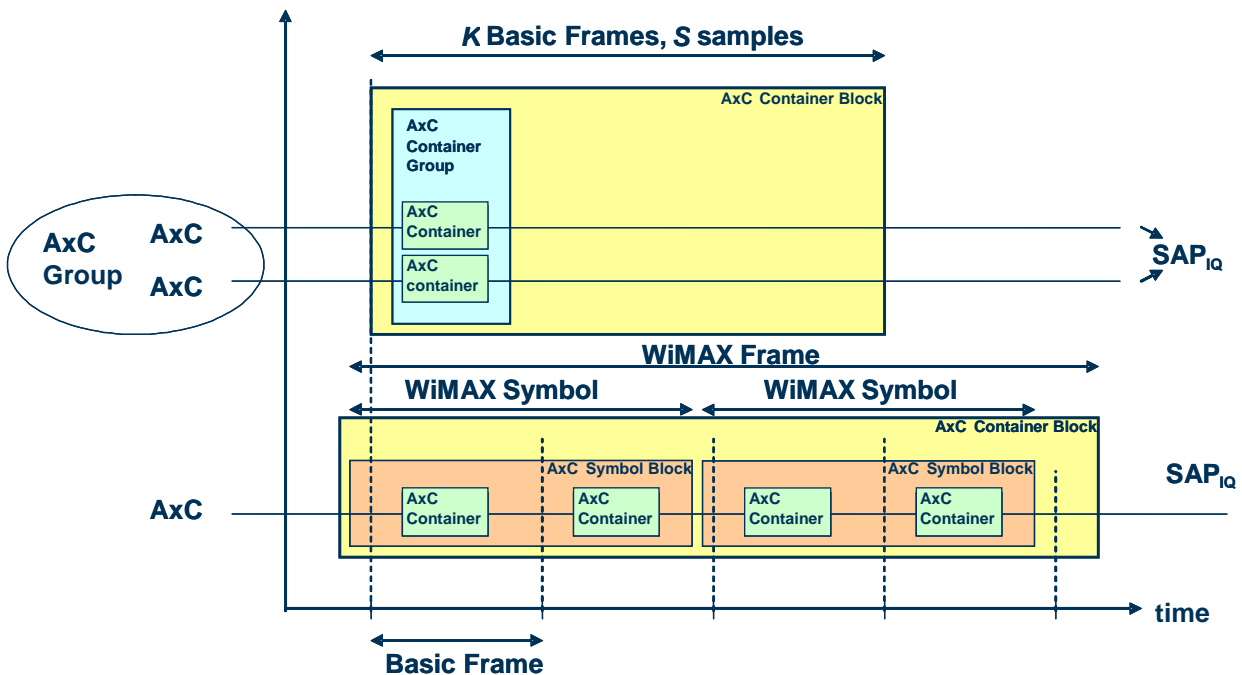 K Basic Frames, S samples
AxC Container Block
AxC
Container
Group
AxC
Container
AxC
container
AxC
Group
AxC
AxC
SAPIQ
WiMAX Frame
WiMAX Symbol
WiMAX Symbol
AxC Container Block
AxC Symbol Block
AxC Symbol Block
AxC
Container
AxC
Container
AxC
Container
AxC
Container
AxC
SAPIQ
time
Basic Frame